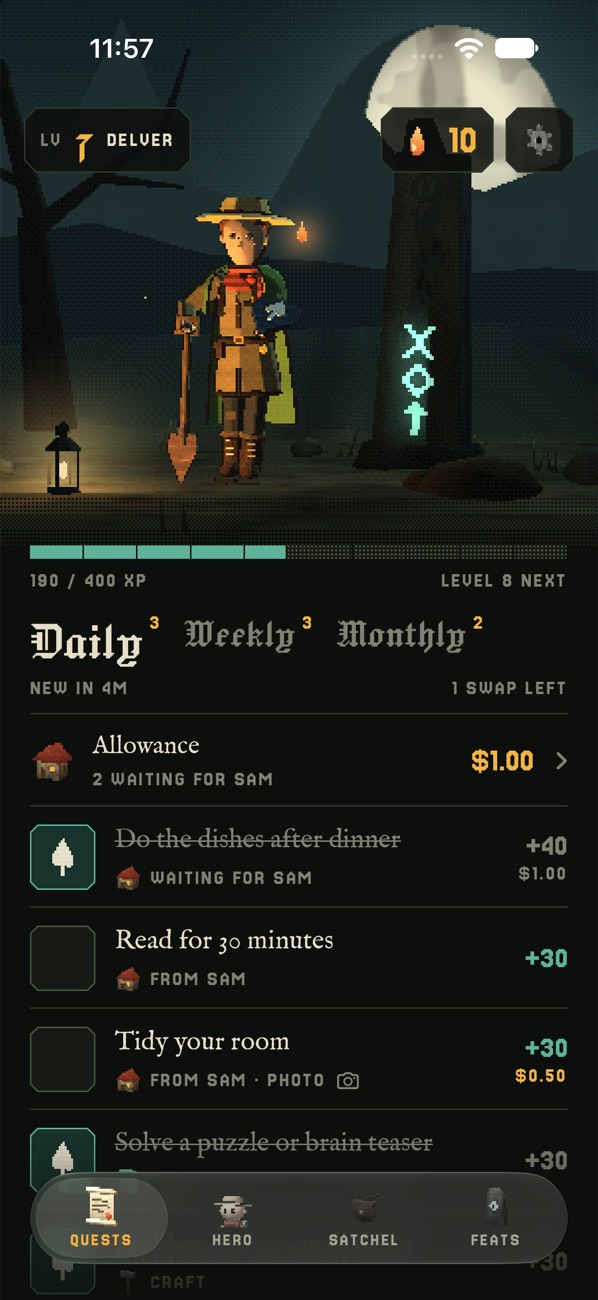 11:57
LV 7 DELVER
10
190 / 400 XP
LEVEL 8 NEXT
Daily 3 Weekly 3 Monthly 2
NEW IN 4M
1 SWAP LEFT
Allowance
2 WAITING FOR SAM
$1.00
Do the dishes after dinner
WAITING FOR SAM
+40
$1.00
Read for 30 minutes
FROM SAM
+30
Tidy your room
FROM SAM · PHOTO
+30
$0.50
Solve a puzzle or brain teaser
+30
QUESTS
HERO
SATCHEL
FEATS
+30
CRAFT